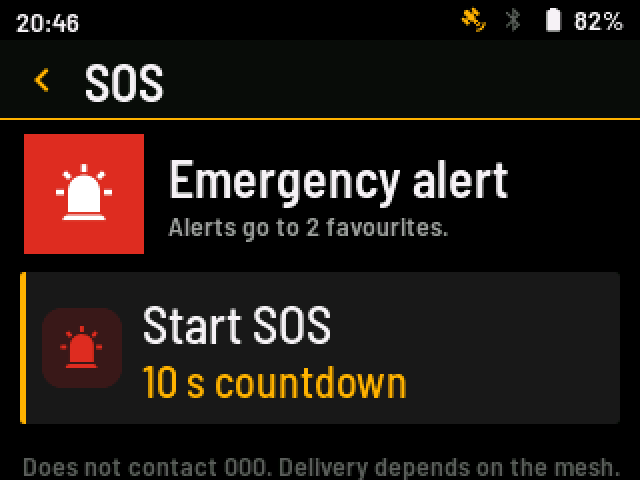 20:46
82%
SOS
Emergency alert
Alerts go to 2 favourites.
Start SOS
10 s countdown
Does not contact 000. Delivery depends on the mesh.